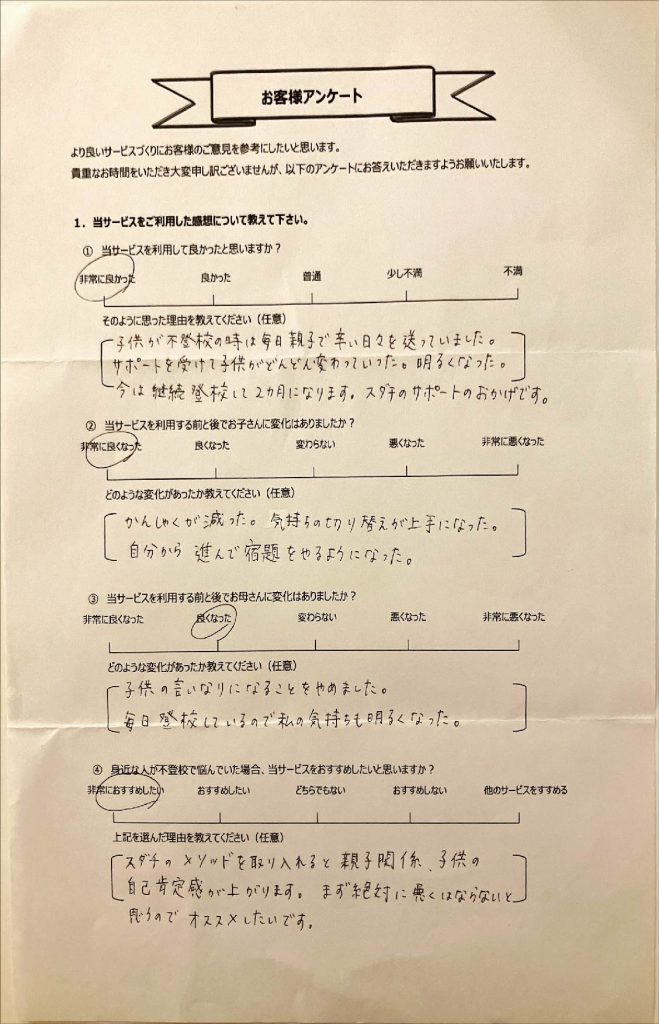 お客様アンケート
より良いサービスづくりにお客様のご意見を参考にしたいと思います。
貴重なお時間をいただき大変申し訳ございませんが、以下のアンケートにお答えいただきますようお願いいたします。
1．当サービスをご利用した感想について教えて下さい。
① 当サービスを利用して良かったと思いますか？
非常に良かった 良かった 普通 少し不満 不満
そのように思った理由を教えてください（任意）
子供が不登校の時は毎日親子で辛い日々を送っていました。
サポートを受けて子供がどんどん変わっていった。明るくなった。
今は継続登校して2カ月になります。スダチのサポートのおかげです。
② 当サービスを利用する前と後でお子さんに変化はありましたか？
非常に良くなった 良くなった 変わらない 悪くなった 非常に悪くなった
どのような変化があったか教えてください（任意）
かんしゃくが減った。気持ちの切り替えが上手になった。
自分から進んで宿題をやるようになった。
③ 当サービスを利用する前と後でお母さんに変化はありましたか？
非常に良くなった 良くなった 変わらない 悪くなった 非常に悪くなった
どのような変化があったか教えてください（任意）
子供の言いなりになることをやめました。
毎日登校しているので私の気持ちも明るくなった。
④ 身近な人が不登校で悩んでいた場合、当サービスをおすすめしたいと思いますか？
非常におすすめしたい おすすめしたい どちらでもない おすすめしない 他のサービスをすすめる
上記を選んだ理由を教えてください（任意）
スダチのメソッドを取り入れると親子関係、子供の
自己肯定感が上がります。まず絶対に悪くはならないと
思うのでオススメしたいです。